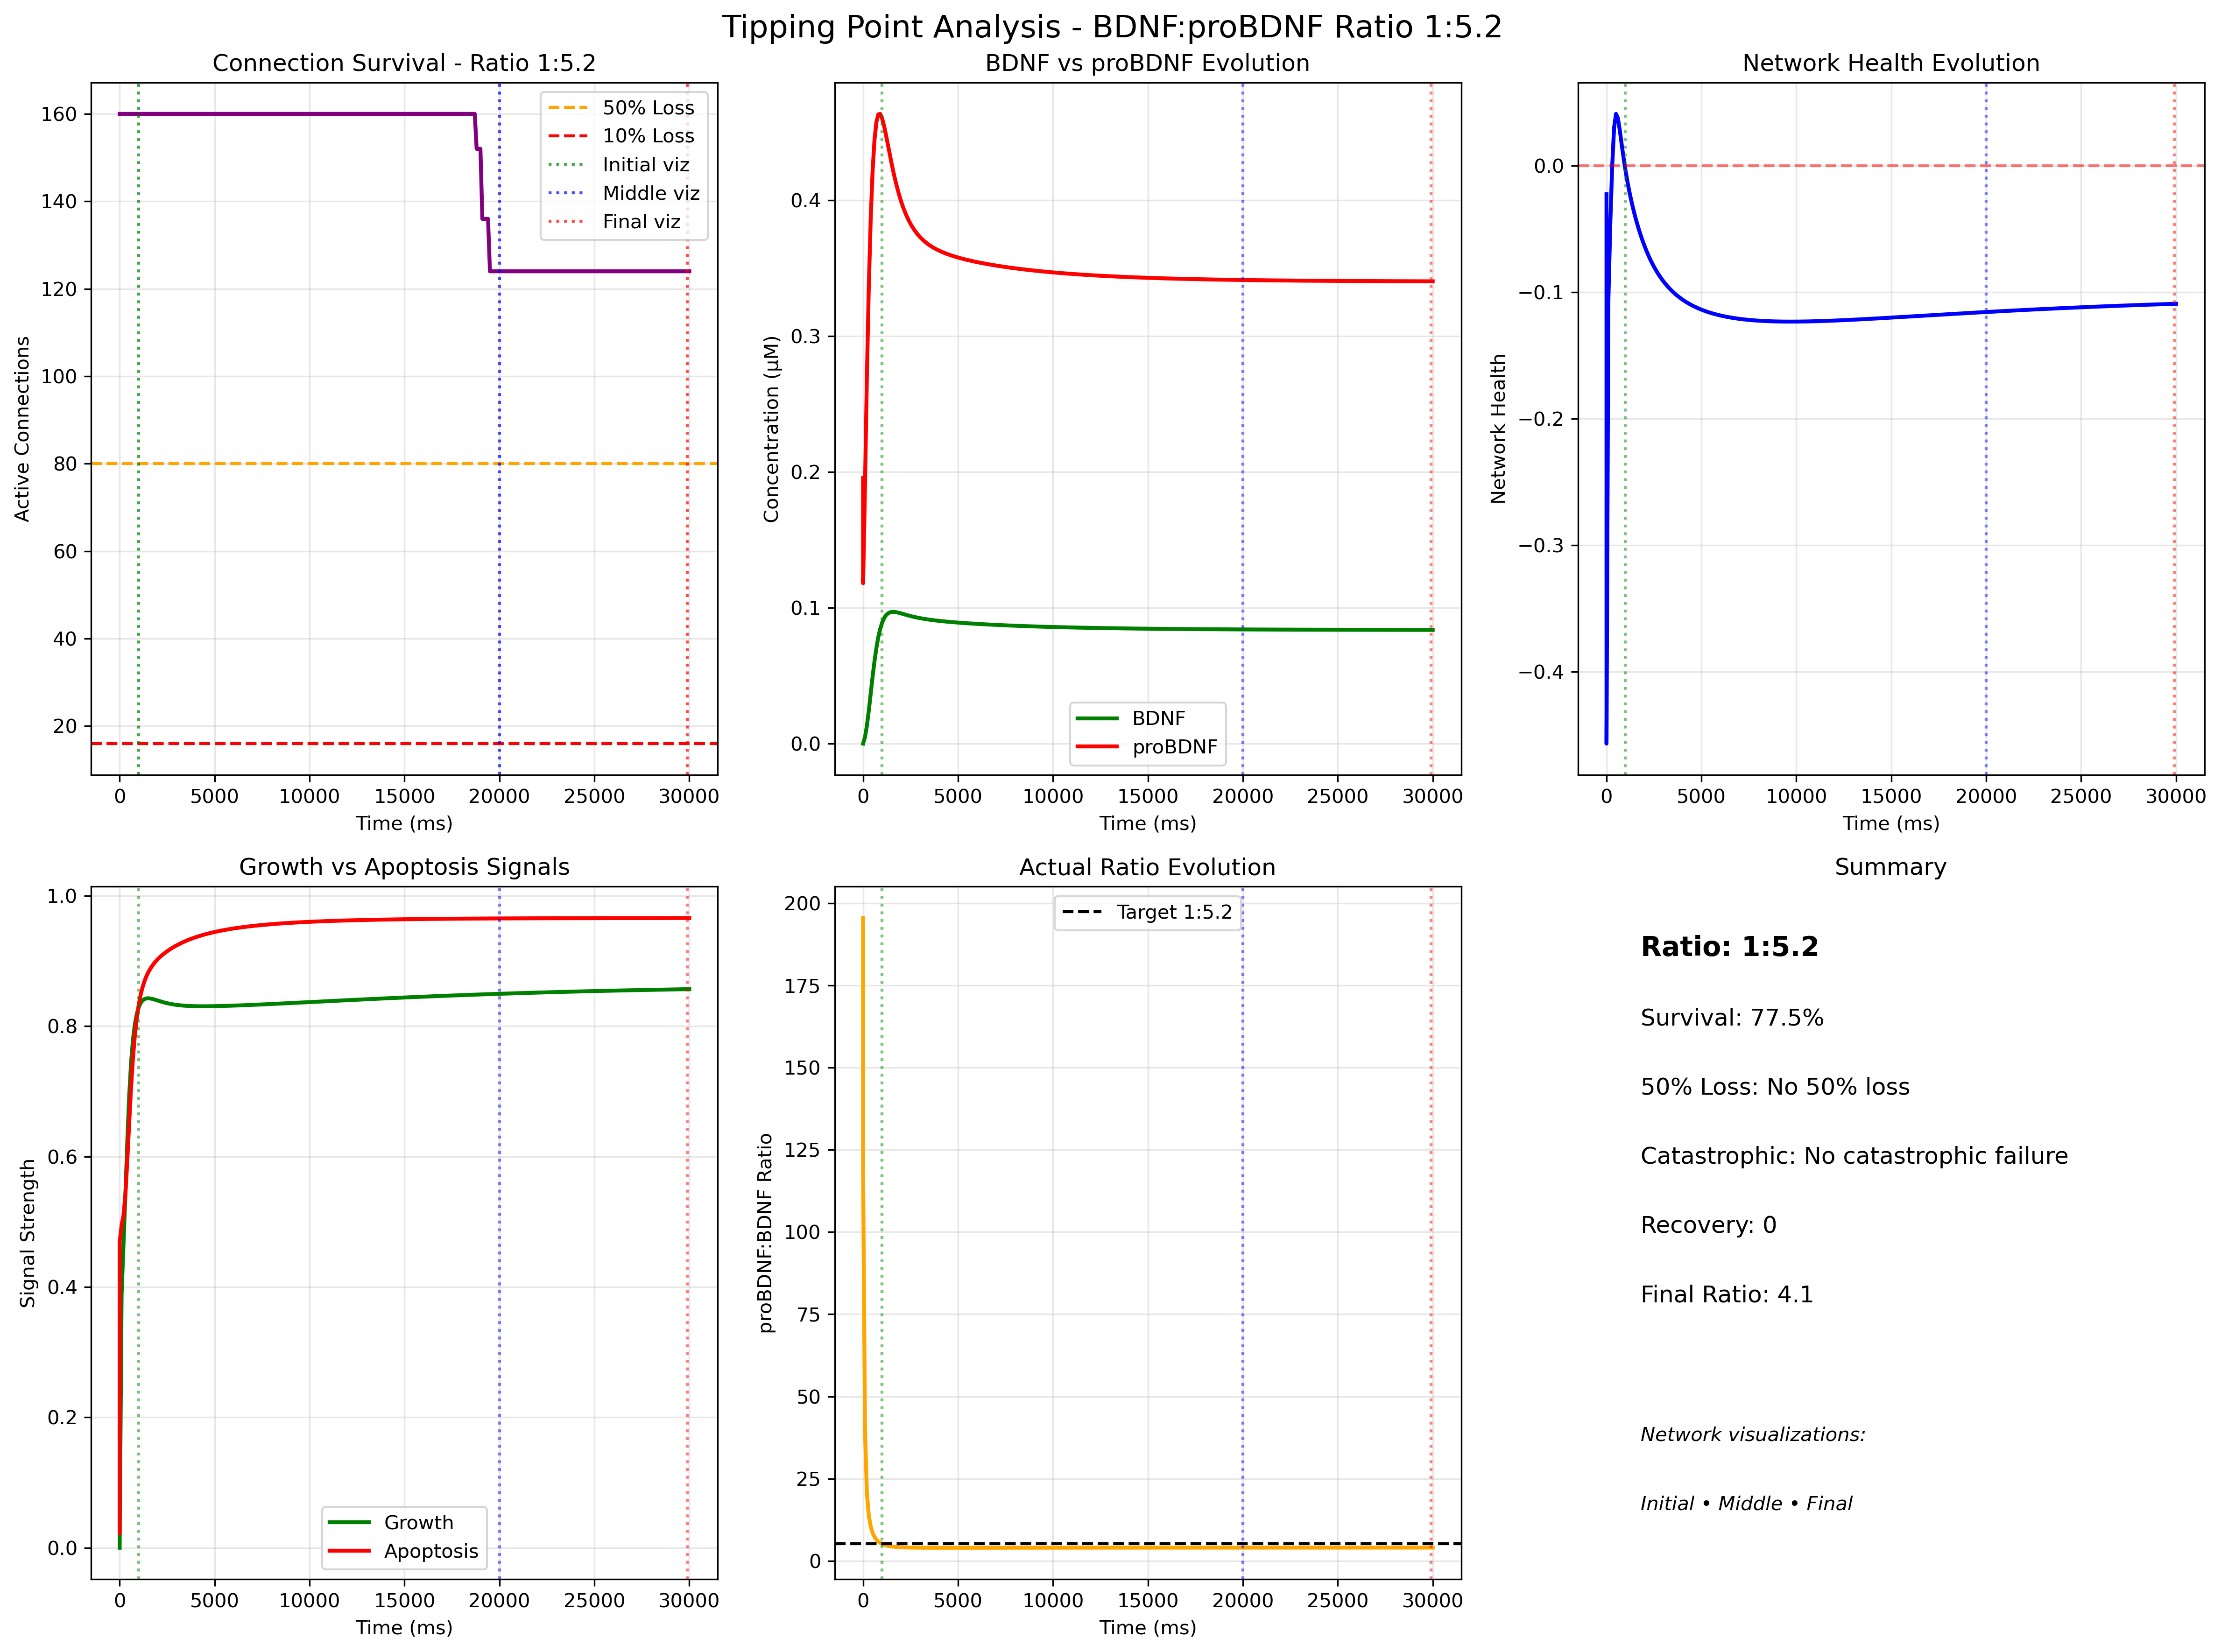 Tipping Point Analysis - BDNF:proBDNF Ratio 1:5.2
Connection Survival - Ratio 1:5.2
Active Connections
160
140
120
100
80
60
40
20
50% Loss
10% Loss
Initial viz
Middle viz
Final viz
0 5000 10000 15000 20000 25000 30000
Time (ms)
BDNF vs proBDNF Evolution
Concentration (μM)
0.4
0.3
0.2
0.1
0.0
BDNF
proBDNF
0 5000 10000 15000 20000 25000 30000
Time (ms)
Network Health Evolution
Network Health
0.0
−0.1
−0.2
−0.3
−0.4
0 5000 10000 15000 20000 25000 30000
Time (ms)
Growth vs Apoptosis Signals
Signal Strength
1.0
0.8
0.6
0.4
0.2
0.0
Growth
Apoptosis
0 5000 10000 15000 20000 25000 30000
Time (ms)
Actual Ratio Evolution
proBDNF:BDNF Ratio
200
175
150
125
100
75
50
25
0
Target 1:5.2
0 5000 10000 15000 20000 25000 30000
Time (ms)
Summary
Ratio: 1:5.2
Survival: 77.5%
50% Loss: No 50% loss
Catastrophic: No catastrophic failure
Recovery: 0
Final Ratio: 4.1
Network visualizations:
Initial • Middle • Final